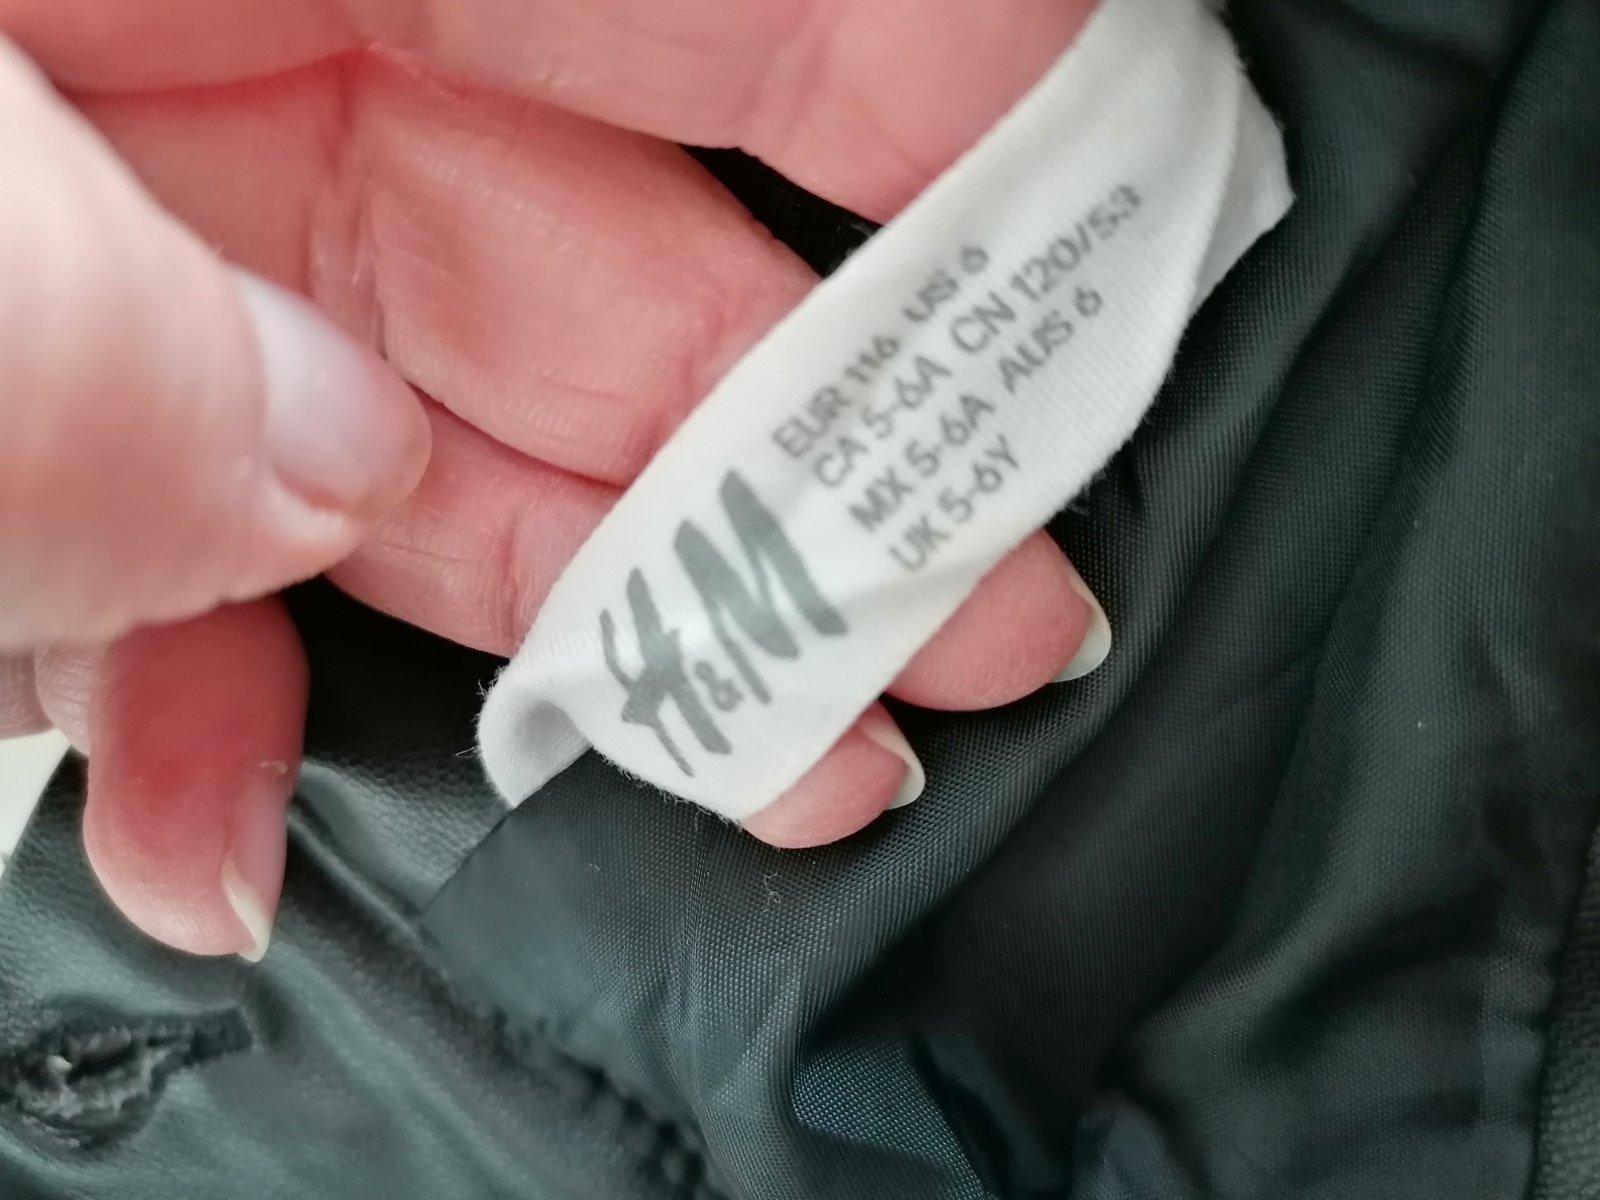 H&M
EUR 116 US 6
CA 5-6A CN 120/53
MX 5-6A AUS 6
UK 5-6Y